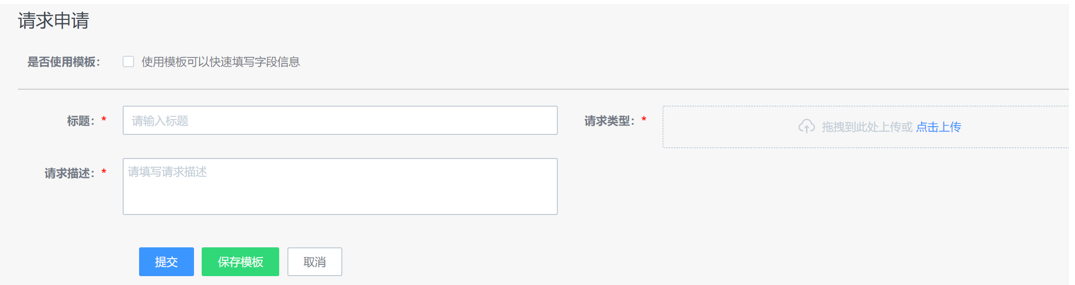 请求申请
是否使用模板： 使用模板可以快速填写字段信息
标题：* 请输入标题 请求类型：* 拖拽到此处上传或 点击上传
请求描述：* 请填写请求描述
提交 保存模板 取消